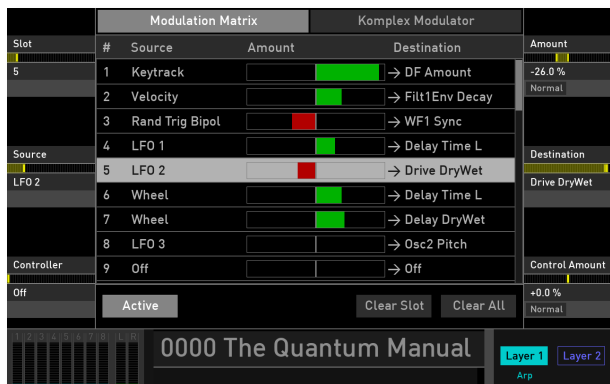 Modulation Matrix Komplex Modulator
Slot
5
Source
LFO 2
Controller
Off
# Source Amount Destination
1 Keytrack → DF Amount
2 Velocity → Filt1Env Decay
3 Rand Trig Bipol → WF1 Sync
4 LFO 1 → Delay Time L
5 LFO 2 → Drive DryWet
6 Wheel → Delay Time L
7 Wheel → Delay DryWet
8 LFO 3 → Osc2 Pitch
9 Off → Off
Active Clear Slot Clear All
Amount
-26.0 %
Normal
Destination
Drive DryWet
Control Amount
+0.0 %
Normal
1 2 3 4 5 6 7 8 L R
0000 The Quantum Manual
Layer 1 Layer 2
Arp